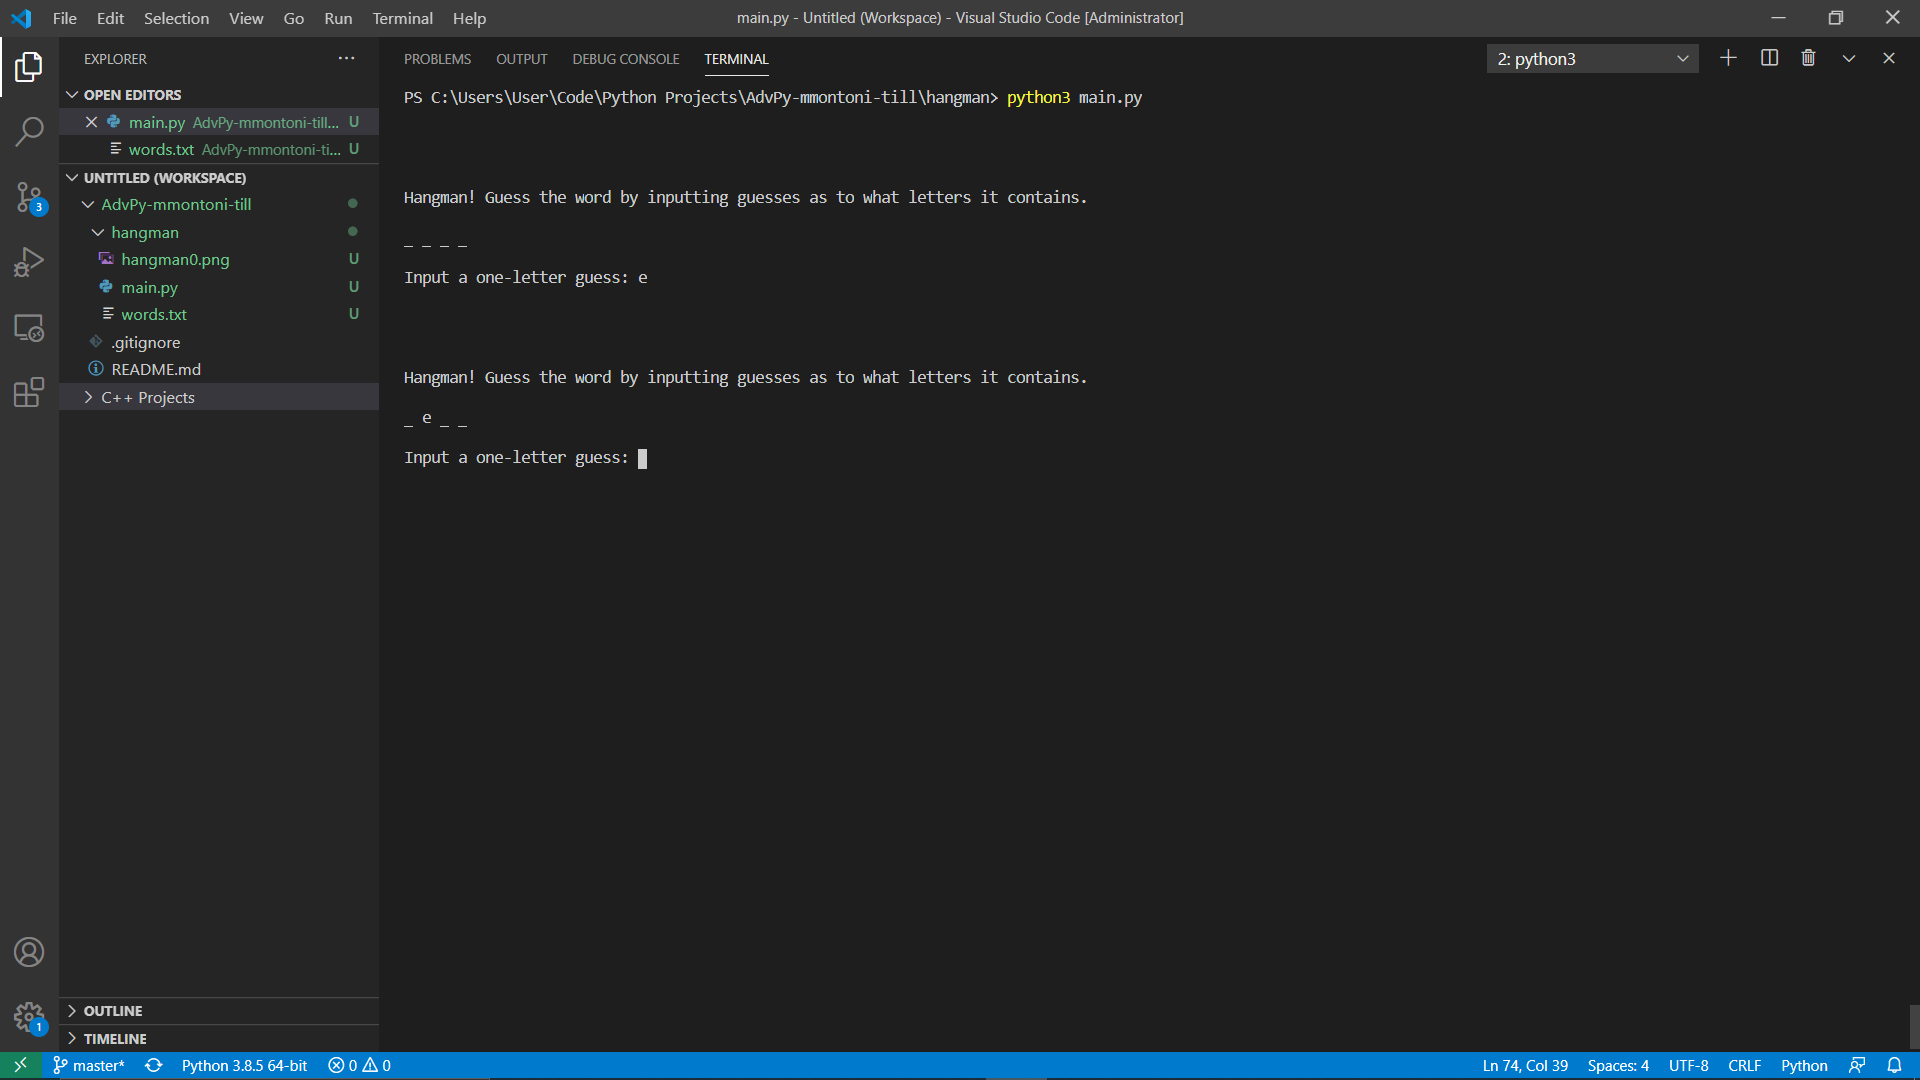 File Edit Selection View Go Run Terminal Help
main.py - Untitled (Workspace) - Visual Studio Code [Administrator]
EXPLORER
OPEN EDITORS
main.py AdvPy-mmontoni-till... U
words.txt AdvPy-mmontoni-ti... U
UNTITLED (WORKSPACE)
AdvPy-mmontoni-till
hangman
hangman0.png U
main.py U
words.txt U
.gitignore
README.md
C++ Projects
OUTLINE
TIMELINE
3
1
PROBLEMS OUTPUT DEBUG CONSOLE TERMINAL
2: python3
PS C:\Users\User\Code\Python Projects\AdvPy-mmontoni-till\hangman> python3 main.py
Hangman! Guess the word by inputting guesses as to what letters it contains.
_ _ _ _
Input a one-letter guess: e
Hangman! Guess the word by inputting guesses as to what letters it contains.
_ e _ _
Input a one-letter guess:
master* Python 3.8.5 64-bit 0 0
Ln 74, Col 39 Spaces: 4 UTF-8 CRLF Python